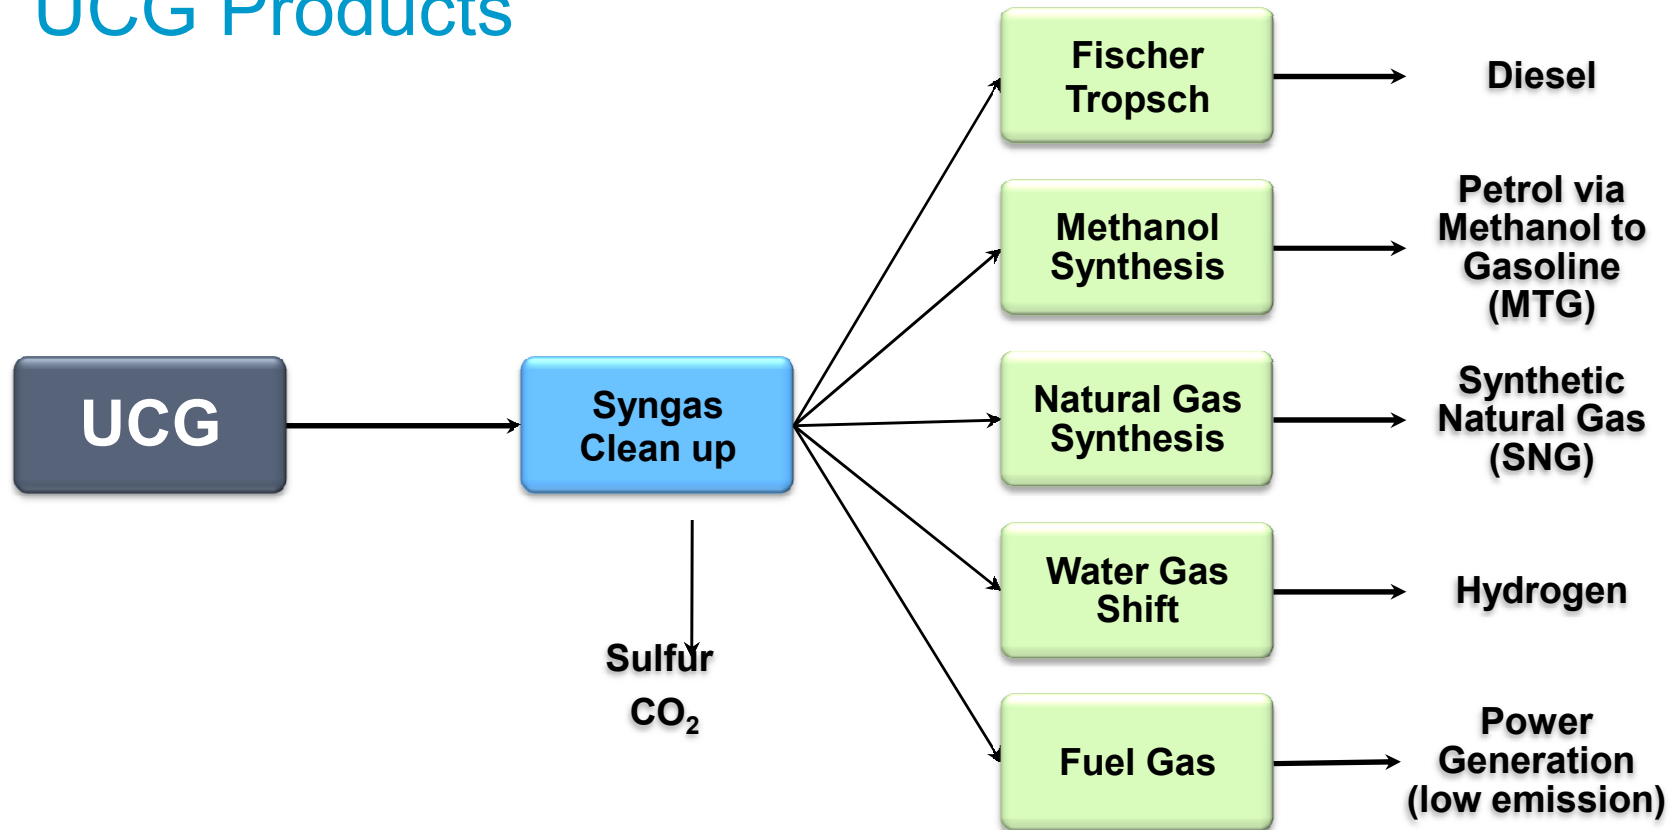 UCG Products
Fischer
Tropsch
Diesel
Methanol
Synthesis
Petrol via
Methanol to
Gasoline
(MTG)
UCG
Syngas
Clean up
Natural Gas
Synthesis
Synthetic
Natural Gas
(SNG)
Sulfur
CO₂
Water Gas
Shift
Hydrogen
Fuel Gas
Power
Generation
(low emission)